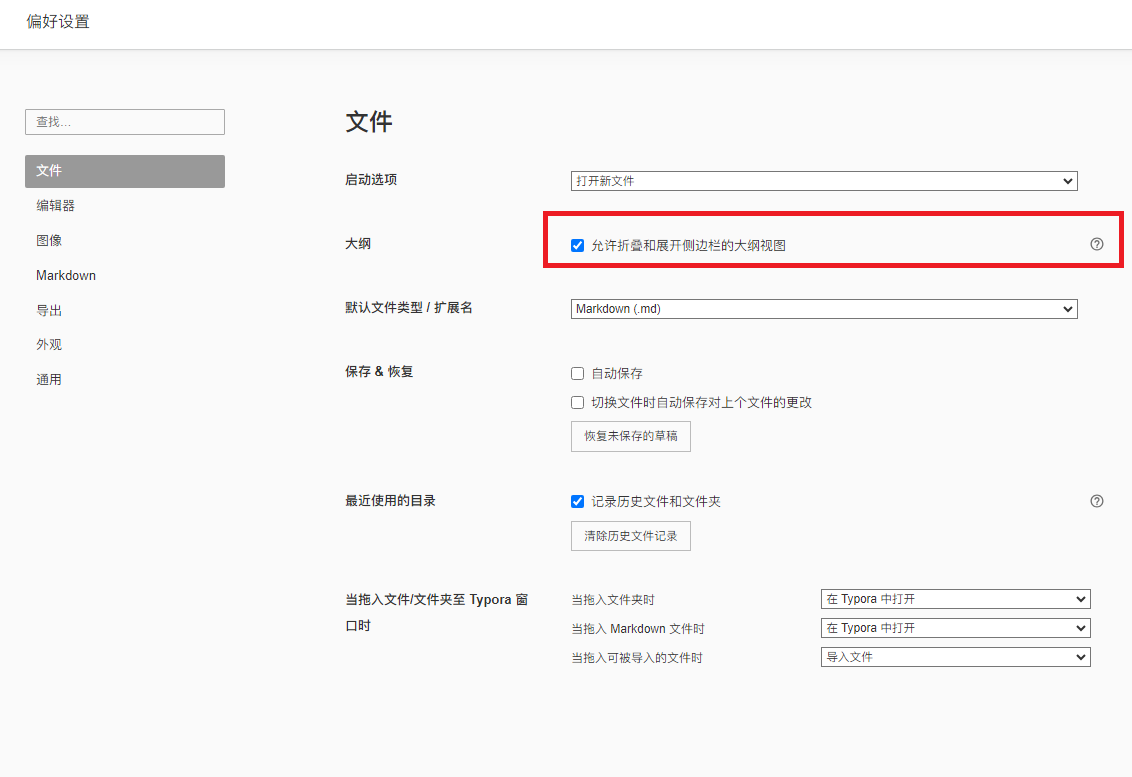 偏好设置
查找…
文件
编辑器
图像
Markdown
导出
外观
通用
文件
启动选项
打开新文件
大纲
允许折叠和展开侧边栏的大纲视图
默认文件类型 / 扩展名
Markdown (.md)
保存 & 恢复
自动保存
切换文件时自动保存对上个文件的更改
恢复未保存的草稿
最近使用的目录
记录历史文件和文件夹
清除历史文件记录
当拖入文件/文件夹至 Typora 窗
口时
当拖入文件夹时
在 Typora 中打开
当拖入 Markdown 文件时
在 Typora 中打开
当拖入可被导入的文件时
导入文件